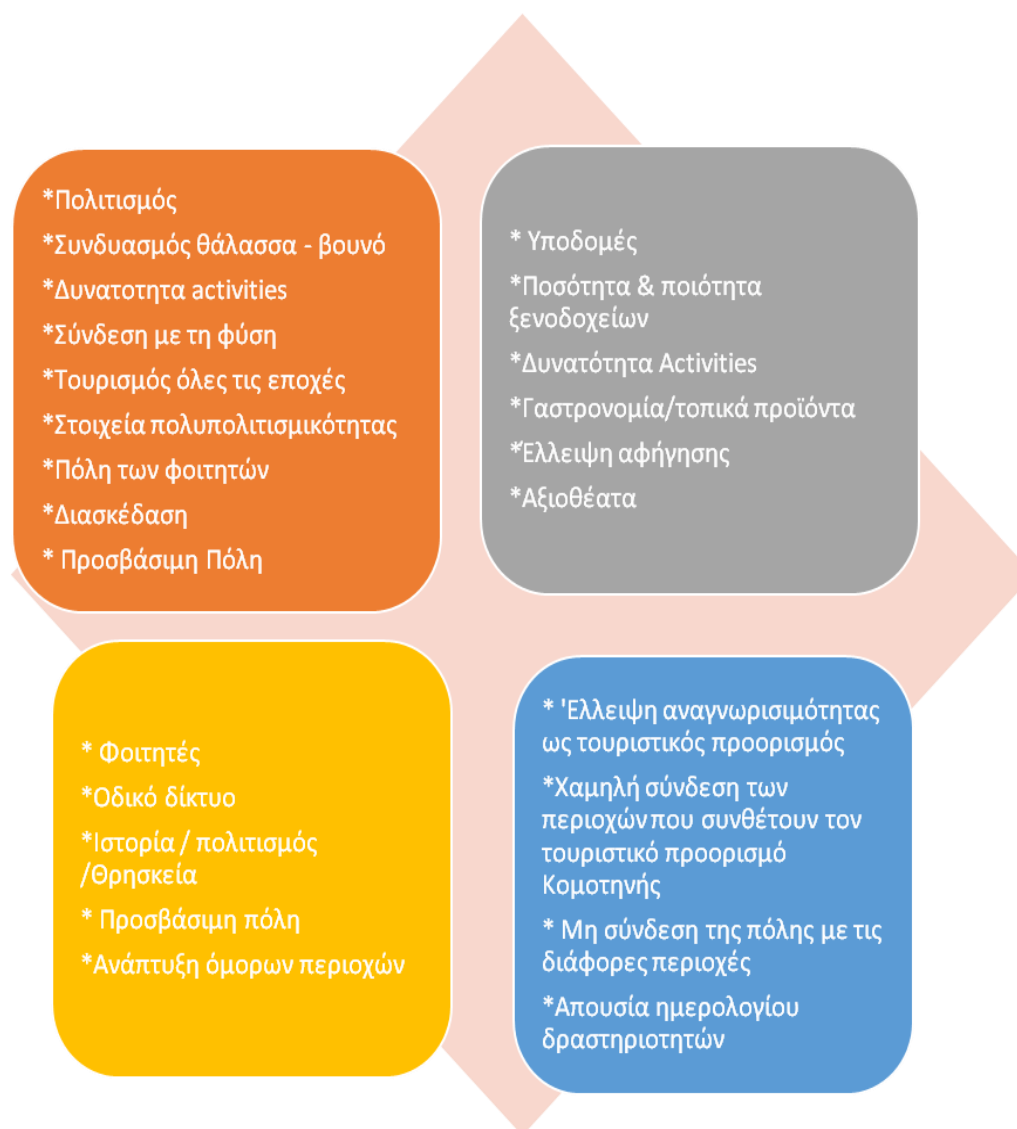 *Πολιτισμός
*Συνδυασμός θάλασσα - βουνό
*Δυνατοτητα activities
*Σύνδεση με τη φύση
*Τουρισμός όλες τις εποχές
*Στοιχεία πολυπολιτισμικότητας
*Πόλη των φοιτητών
*Διασκέδαση
* Προσβάσιμη Πόλη
* Υποδομές
*Ποσότητα & ποιότητα
ξενοδοχείων
*Δυνατότητα Activities
*Γαστρονομία/τοπικά προϊόντα
*Έλλειψη αφήγησης
*Αξιοθέατα
* Φοιτητές
*Οδικό δίκτυο
*Ιστορία / πολιτισμός
/Θρησκεία
* Προσβάσιμη πόλη
*Ανάπτυξη όμορων περιοχών
* 'Ελλειψη αναγνωρισιμότητας
ως τουριστικός προορισμός
*Χαμηλή σύνδεση των
περιοχών που συνθέτουν τον
τουριστικό προορισμό
Κομοτηνής
* Μη σύνδεση της πόλης με τις
διάφορες περιοχές
*Απουσία ημερολογίου
δραστηριοτήτων